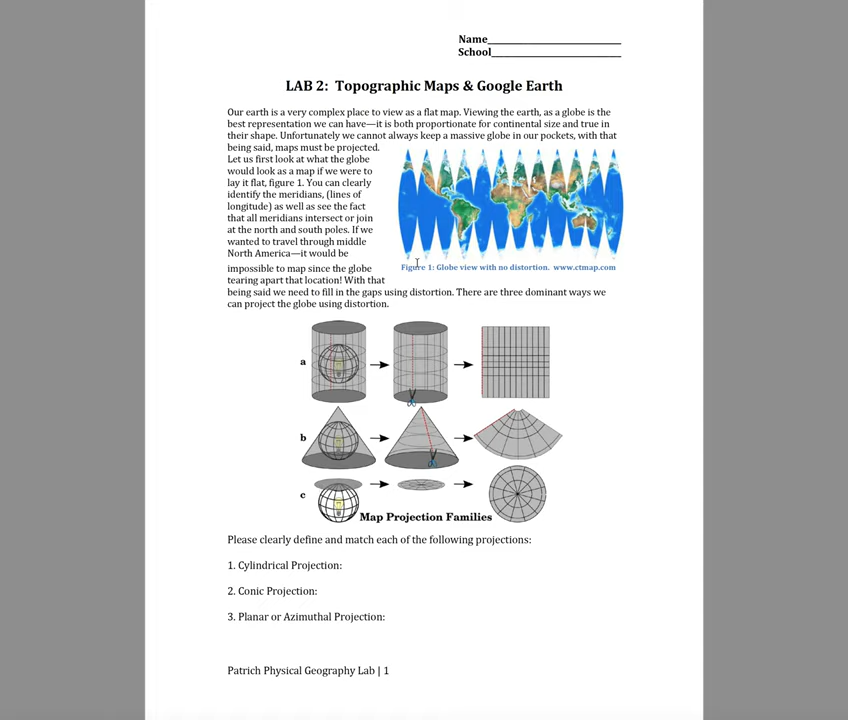 Name___________________________
School__________________________
LAB 2:  Topographic Maps & Google Earth
Our earth is a very complex place to view as a flat map. Viewing the earth, as a globe is the
best representation we can have—it is both proportionate for continental size and true in
their shape. Unfortunately we cannot always keep a massive globe in our pockets, with that
being said, maps must be projected.
Let us first look at what the globe
would look as a map if we were to
lay it flat, figure 1. You can clearly
identify the meridians, (lines of
longitude) as well as see the fact
that all meridians intersect or join
at the north and south poles. If we
wanted to travel through middle
North America—it would be
impossible to map since the globe
tearing apart that location! With that
being said we need to fill in the gaps using distortion. There are three dominant ways we
can project the globe using distortion.
Figure 1: Globe view with no distortion.  www.ctmap.com
a
b
c
Map Projection Families
Please clearly define and match each of the following projections:
1. Cylindrical Projection:
2. Conic Projection:
3. Planar or Azimuthal Projection:
Patrich Physical Geography Lab | 1